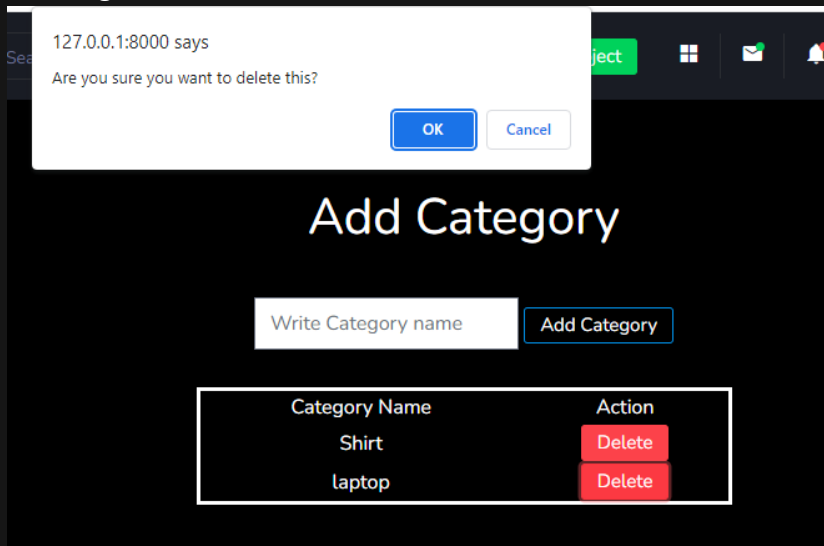 127.0.0.1:8000 says
Are you sure you want to delete this?
OK Cancel
Sea
ject
Add Category
Write Category name Add Category
Category Name Action
Shirt Delete
laptop Delete